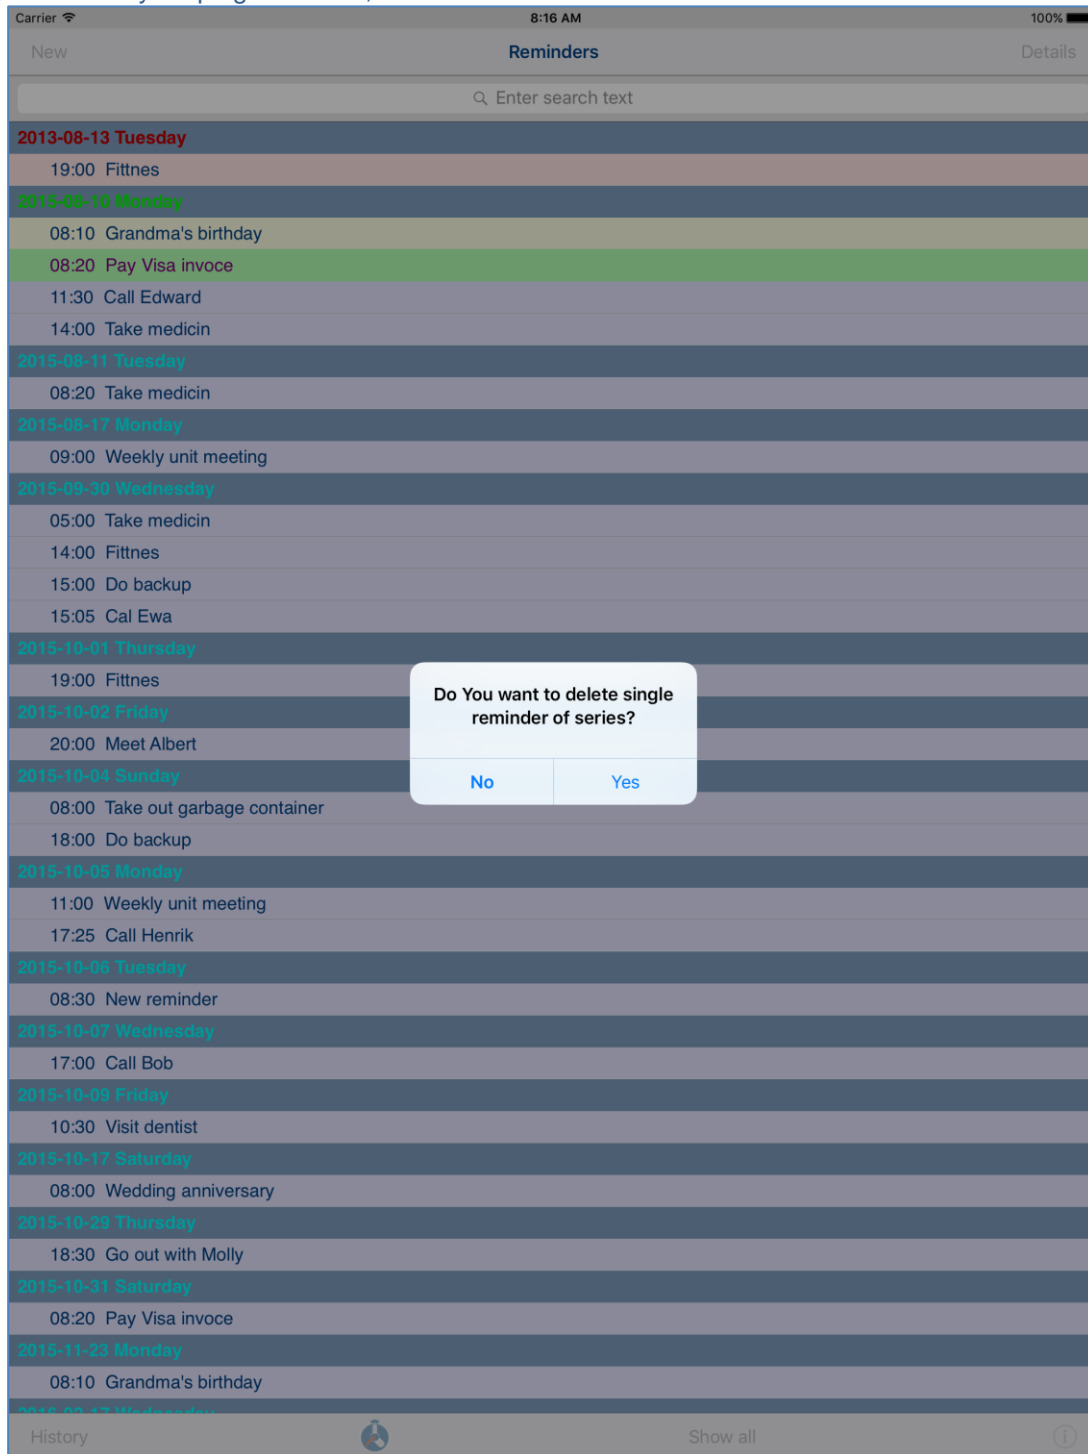 Carrier
8:16 AM
100%
New
Reminders
Details
Enter search text
2013-08-13 Tuesday
19:00 Fittnes
2015-08-10 Monday
08:10 Grandma's birthday
08:20 Pay Visa invoce
11:30 Call Edward
14:00 Take medicin
2015-08-11 Tuesday
08:20 Take medicin
2015-08-17 Monday
09:00 Weekly unit meeting
2015-09-30 Wednesday
05:00 Take medicin
14:00 Fittnes
15:00 Do backup
15:05 Cal Ewa
2015-10-01 Thursday
19:00 Fittnes
2015-10-02 Friday
20:00 Meet Albert
2015-10-04 Sunday
08:00 Take out garbage container
18:00 Do backup
2015-10-05 Monday
11:00 Weekly unit meeting
17:25 Call Henrik
2015-10-06 Tuesday
08:30 New reminder
2015-10-07 Wednesday
17:00 Call Bob
2015-10-09 Friday
10:30 Visit dentist
2015-10-17 Saturday
08:00 Wedding anniversary
2015-10-29 Thursday
18:30 Go out with Molly
2015-10-31 Saturday
08:20 Pay Visa invoce
2015-11-23 Monday
08:10 Grandma's birthday
2016-02-17 Wednesday
Do You want to delete single
reminder of series?
No
Yes
History
Show all